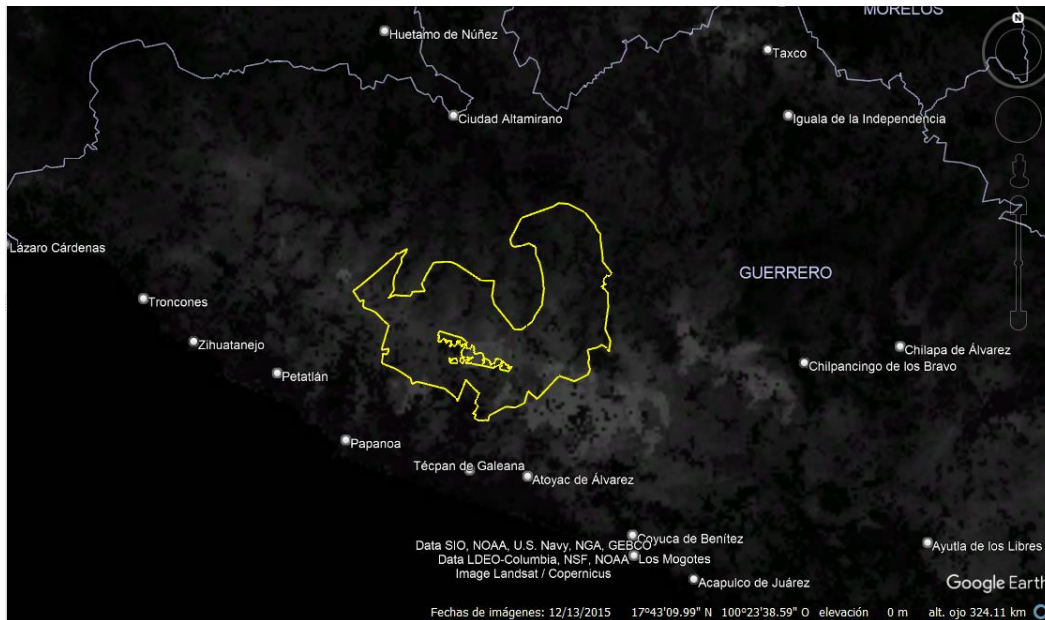 MORELOS
N
Huetamo de Núñez
Taxco
Ciudad Altamirano
Iguala de la Independencia
Lázaro Cárdenas
GUERRERO
Troncones
Zihuatanejo
Chilapa de Álvarez
Chilpancingo de los Bravo
Petatlán
Papanoa
Técpan de Galeana
Atoyac de Álvarez
Coyuca de Benítez
Data SIO, NOAA, U.S. Navy, NGA, GEBCO
Ayutla de los Libres
Data LDEO-Columbia, NSF, NOAA
Los Mogotes
Image Landsat / Copernicus
Acapulco de Juárez
Google Earth
Fechas de imágenes: 12/13/2015 17°43'09.99" N 100°23'38.59" O elevación 0 m alt. ojo 324.11 km